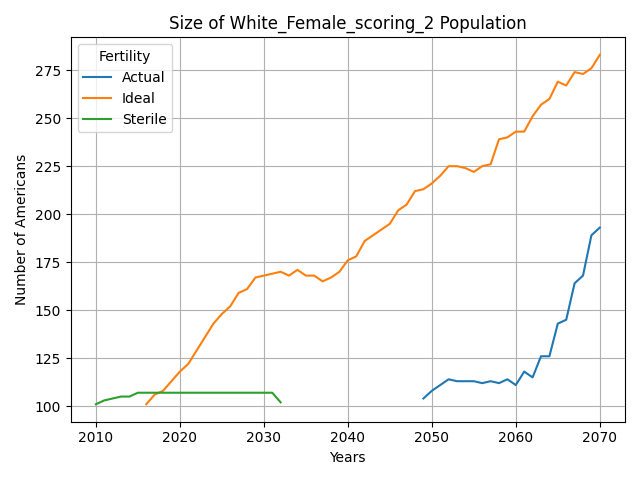 Size of White_Female_scoring_2 Population
Fertility
Actual
Ideal
Sterile
Number of Americans
275
250
225
200
175
150
125
100
2010 2020 2030 2040 2050 2060 2070
Years